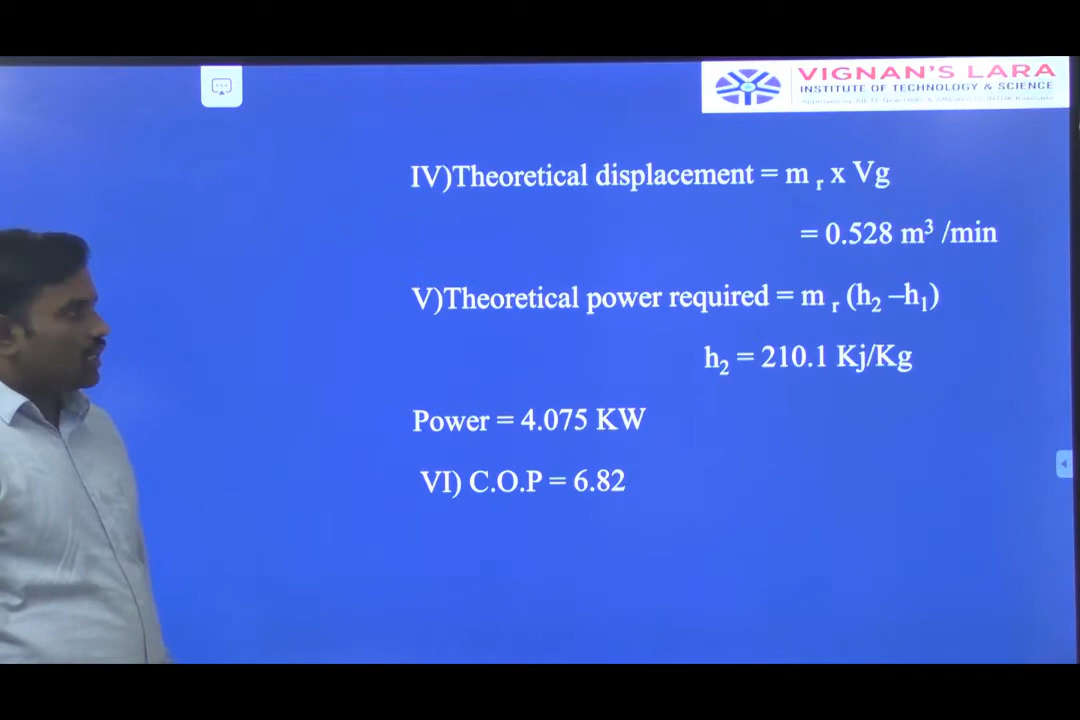 VIGNAN'S LARA
INSTITUTE OF TECHNOLOGY & SCIENCE
IV)Theoretical displacement = m r x Vg
= 0.528 m³ /min
V)Theoretical power required = m r (h₂ –h₁)
h₂ = 210.1 Kj/Kg
Power = 4.075 KW
VI) C.O.P = 6.82